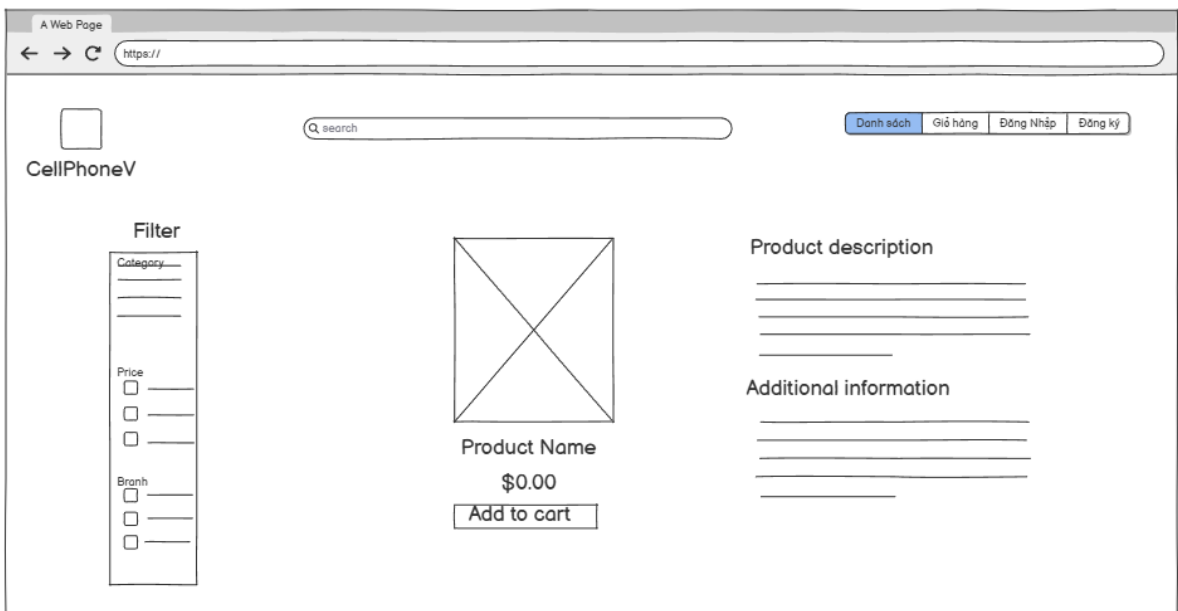 A Web Page
https://
search
Danh sách Giỏ hàng Đăng Nhập Đăng ký
CellPhoneV
Filter
Category
Price
Branh
Product Name
$0.00
Add to cart
Product description
Additional information